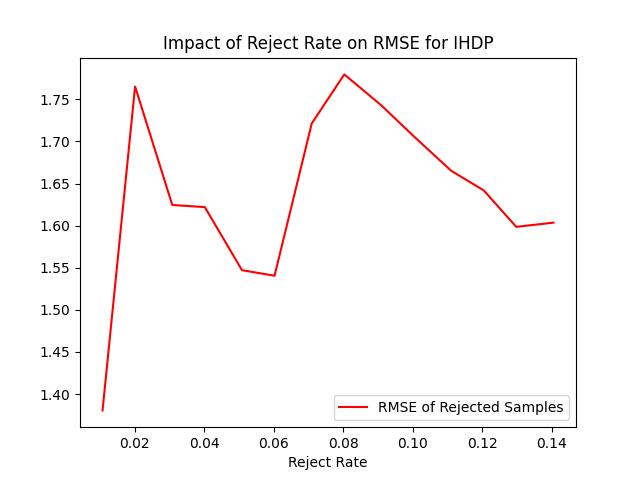 Impact of Reject Rate on RMSE for IHDP
1.75
1.70
1.65
1.60
1.55
1.50
1.45
1.40
RMSE of Rejected Samples
0.02 0.04 0.06 0.08 0.10 0.12 0.14
Reject Rate